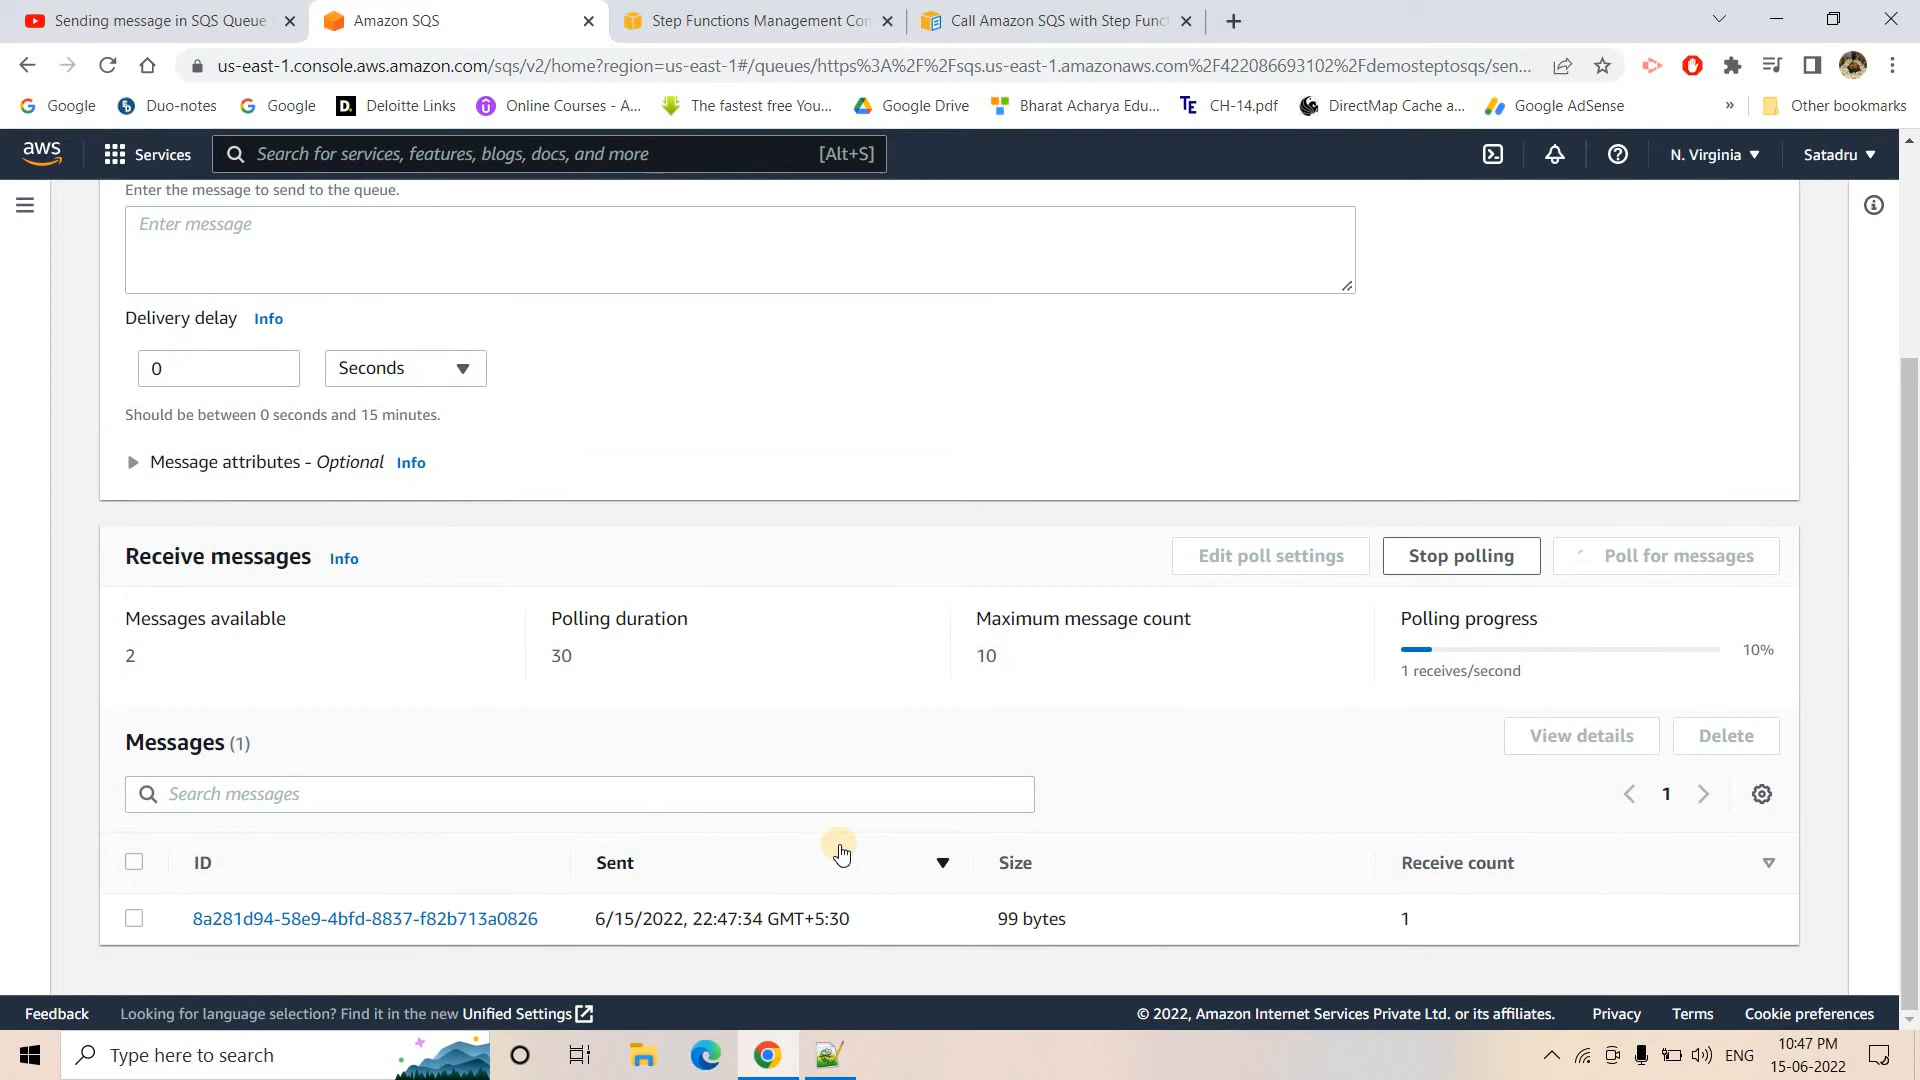 Sending message in SQS Queue
Amazon SQS
Step Functions Management Con
Call Amazon SQS with Step Func
us-east-1.console.aws.amazon.com/sqs/v2/home?region=us-east-1#/queues/https%3A%2F%2Fsqs.us-east-1.amazonaws.com%2F422086693102%2Fdemosteptosqs/sen...
Google
Duo-notes
Google
Deloitte Links
Online Courses - A...
The fastest free You...
Google Drive
Bharat Acharya Edu...
CH-14.pdf
DirectMap Cache a...
Google AdSense
»
Other bookmarks
aws
Services
Search for services, features, blogs, docs, and more
[Alt+S]
N. Virginia
Satadru
Enter the message to send to the queue.
Enter message
Delivery delay Info
0
Seconds
Should be between 0 seconds and 15 minutes.
Message attributes - Optional Info
Receive messages Info
Edit poll settings
Stop polling
Poll for messages
Messages available
2
Polling duration
30
Maximum message count
10
Polling progress
10%
1 receives/second
Messages (1)
View details
Delete
Search messages
1
ID
Sent
Size
Receive count
8a281d94-58e9-4bfd-8837-f82b713a0826
6/15/2022, 22:47:34 GMT+5:30
99 bytes
1
Feedback
Looking for language selection? Find it in the new Unified Settings
© 2022, Amazon Internet Services Private Ltd. or its affiliates.
Privacy
Terms
Cookie preferences
Type here to search
ENG
10:47 PM
15-06-2022